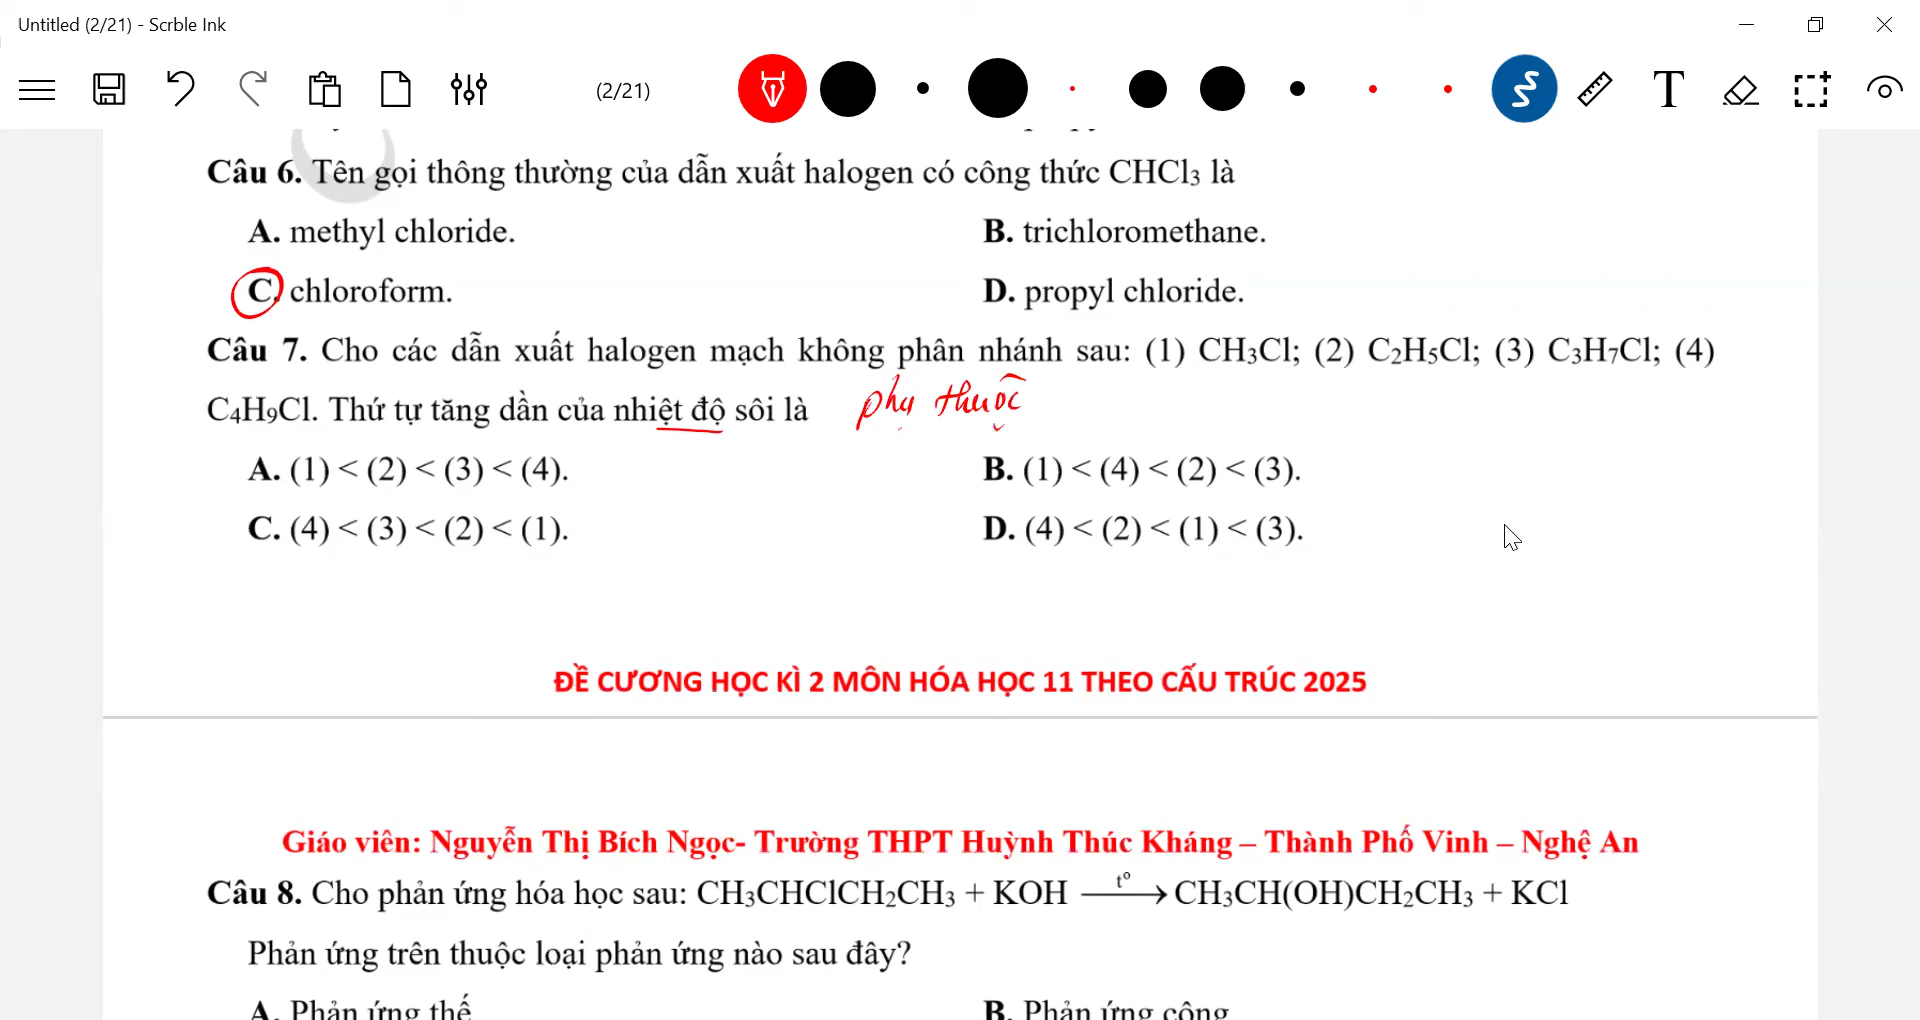 Untitled (2/21) - Scrble Ink
(2/21)
T
Câu 6. Tên gọi thông thường của dẫn xuất halogen có công thức CHCl₃ là
A. methyl chloride.
B. trichloromethane.
C. chloroform.
D. propyl chloride.
Câu 7. Cho các dẫn xuất halogen mạch không phân nhánh sau: (1) CH₃Cl; (2) C₂H₅Cl; (3) C₃H₇Cl; (4)
C₄H₉Cl. Thứ tự tăng dần của nhiệt độ sôi là phụ thuộc
A. (1) < (2) < (3) < (4).
B. (1) < (4) < (2) < (3).
C. (4) < (3) < (2) < (1).
D. (4) < (2) < (1) < (3).
ĐỀ CƯƠNG HỌC KÌ 2 MÔN HÓA HỌC 11 THEO CẤU TRÚC 2025
Giáo viên: Nguyễn Thị Bích Ngọc- Trường THPT Huỳnh Thúc Kháng – Thành Phố Vinh – Nghệ An
Câu 8. Cho phản ứng hóa học sau: CH₃CHClCH₂CH₃ + KOH t° → CH₃CH(OH)CH₂CH₃ + KCl
Phản ứng trên thuộc loại phản ứng nào sau đây?
A. Phản ứng thế
B. Phản ứng cộng